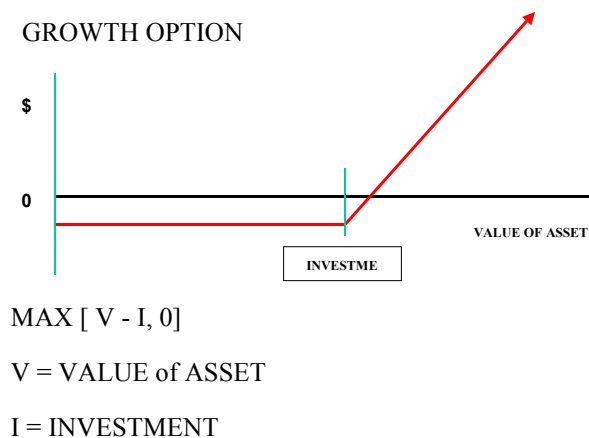 GROWTH OPTION
$
0
VALUE OF ASSET
INVESTME
MAX [ V - I, 0]
V = VALUE of ASSET
I = INVESTMENT